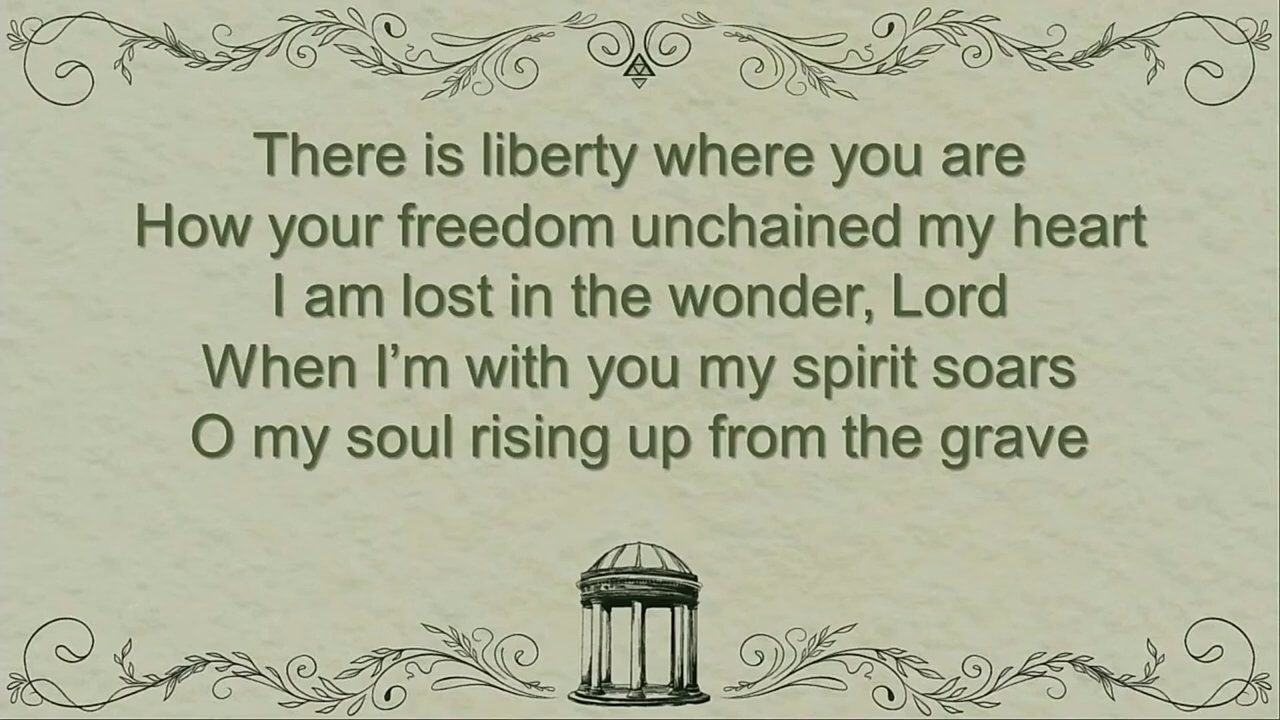 There is liberty where you are
How your freedom unchained my heart
I am lost in the wonder, Lord
When I’m with you my spirit soars
O my soul rising up from the grave